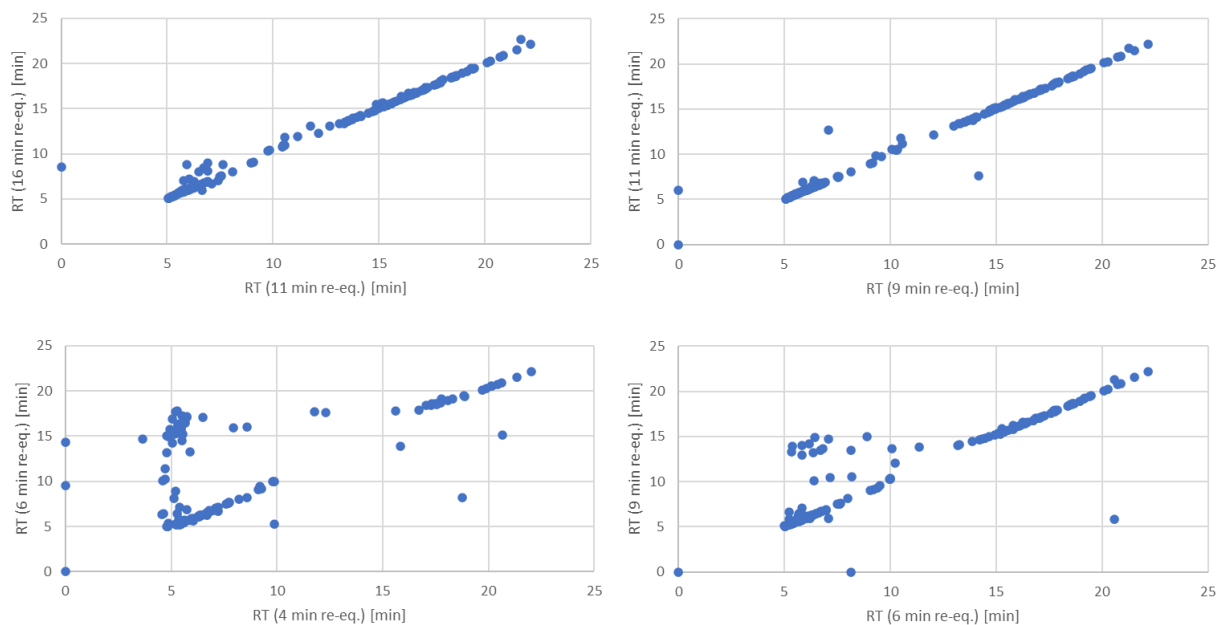 25
20
15
10
5
0
RT (16 min re-eq.) [min]
0 5 10 15 20 25
RT (11 min re-eq.) [min]
25
20
15
10
5
0
RT (11 min re-eq.) [min]
0 5 10 15 20 25
RT (9 min re-eq.) [min]
25
20
15
10
5
0
RT (6 min re-eq.) [min]
0 5 10 15 20 25
RT (4 min re-eq.) [min]
25
20
15
10
5
0
RT (9 min re-eq.) [min]
0 5 10 15 20 25
RT (6 min re-eq.) [min]